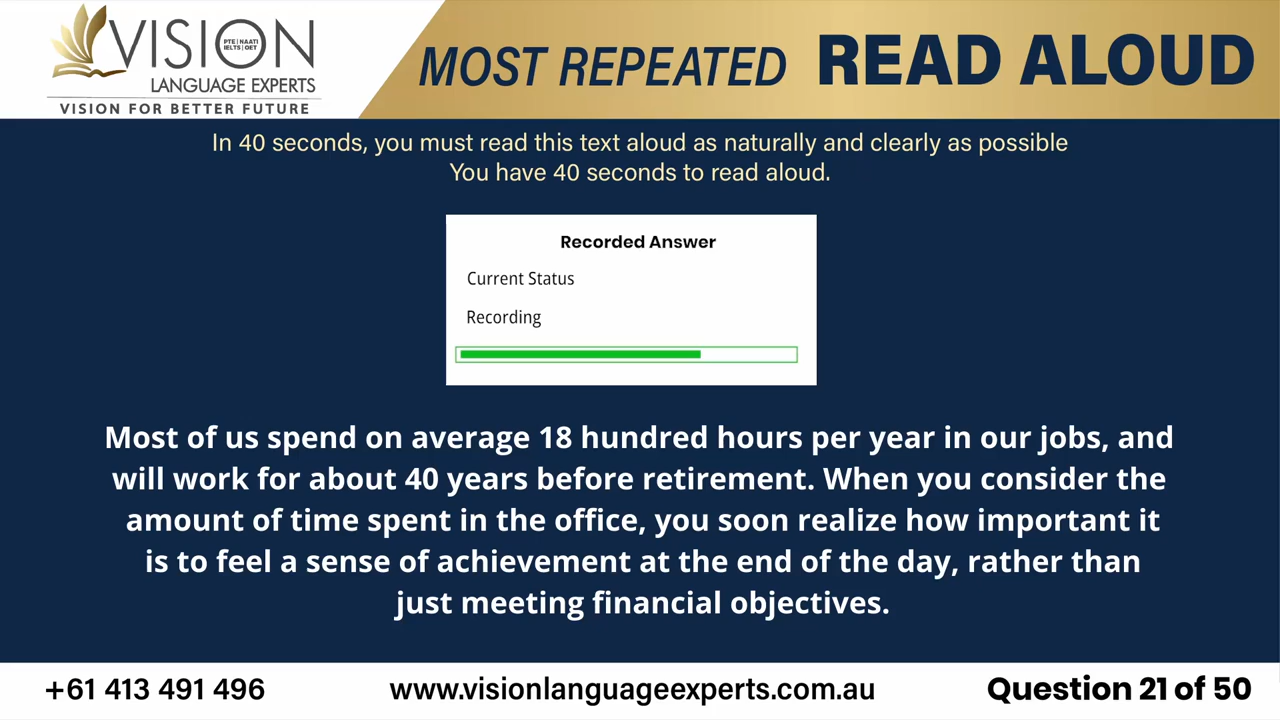 VISION
PTE | NAATI
IELTS | OET
LANGUAGE EXPERTS
VISION FOR BETTER FUTURE
MOST REPEATED READ ALOUD
In 40 seconds, you must read this text aloud as naturally and clearly as possible
You have 40 seconds to read aloud.
Recorded Answer
Current Status
Recording
Most of us spend on average 18 hundred hours per year in our jobs, and
will work for about 40 years before retirement. When you consider the
amount of time spent in the office, you soon realize how important it
is to feel a sense of achievement at the end of the day, rather than
just meeting financial objectives.
+61 413 491 496
www.visionlanguageexperts.com.au
Question 21 of 50